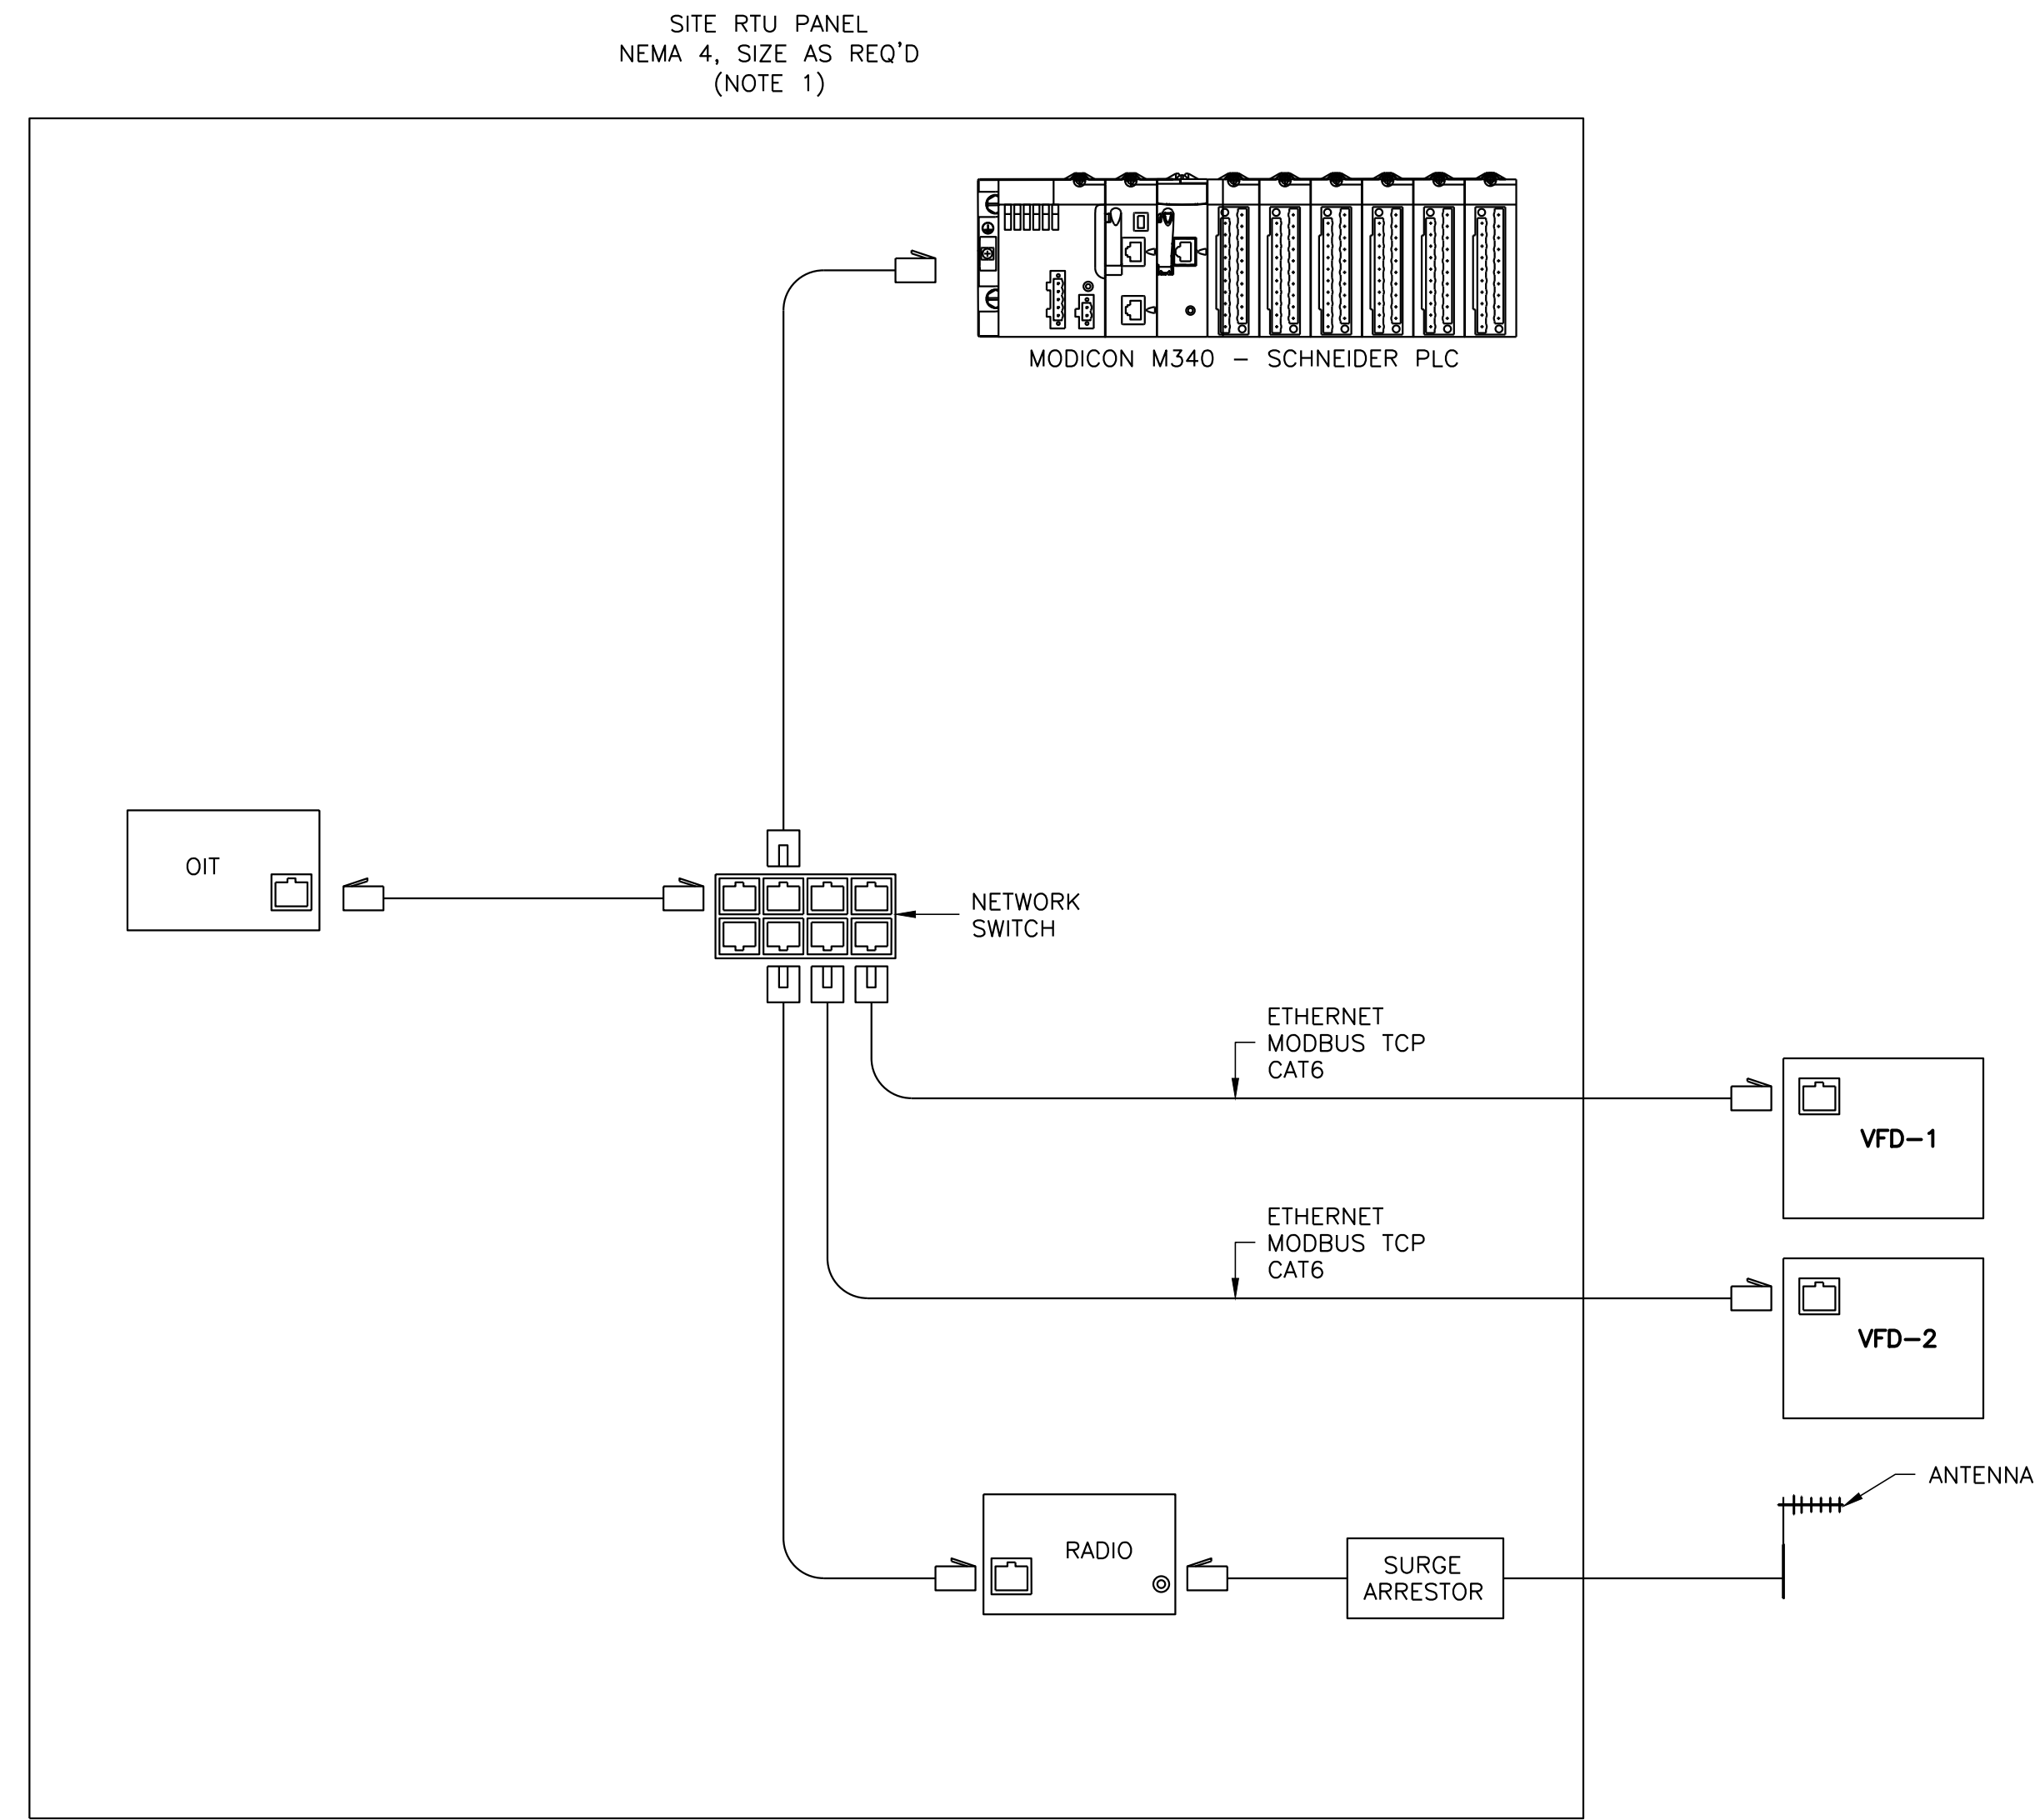 SITE RTU PANEL
NEMA 4, SIZE AS REQ'D
(NOTE 1)
MODICON M340 - SCHNEIDER PLC
OIT
NETWORK
SWITCH
ETHERNET
MODBUS TCP
CAT6
VFD-1
ETHERNET
MODBUS TCP
CAT6
VFD-2
ANTENNA
RADIO
SURGE
ARRESTOR